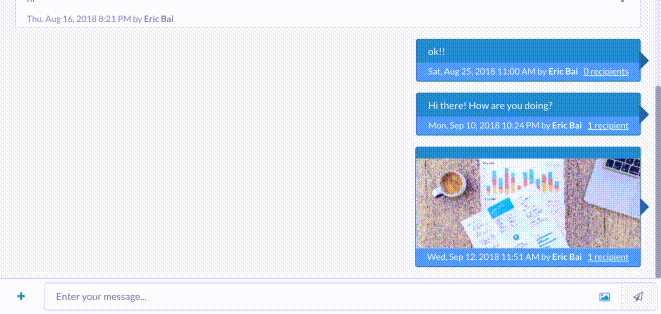 Thu, Aug 16, 2018 8:21 PM by Eric Bai
ok!!
Sat, Aug 25, 2018 11:00 AM by Eric Bai 0 recipients
Hi there! How are you doing?
Mon, Sep 10, 2018 10:24 PM by Eric Bai 1 recipient
Wed, Sep 12, 2018 11:51 AM by Eric Bai 1 recipient
Enter your message...